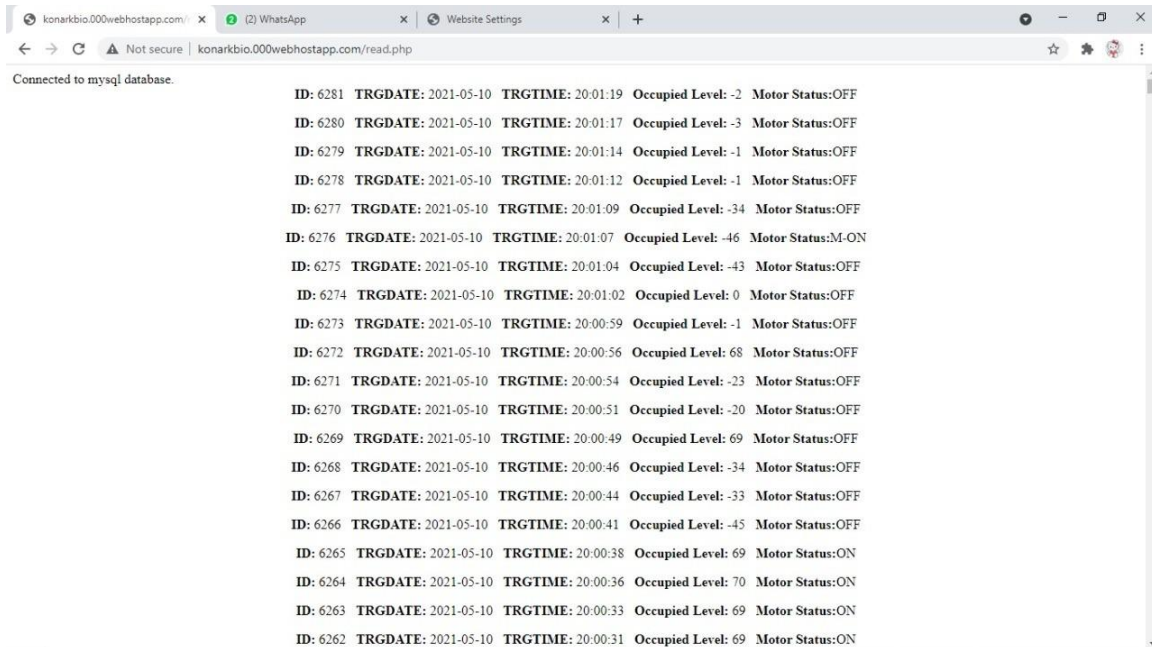 konarkbio.000webhostapp.com/
2 (2) WhatsApp
Website Settings
Not secure | konarkbio.000webhostapp.com/read.php
Connected to mysql database.
ID: 6281 TRGDATE: 2021-05-10 TRGTIME: 20:01:19 Occupied Level: -2 Motor Status:OFF
ID: 6280 TRGDATE: 2021-05-10 TRGTIME: 20:01:17 Occupied Level: -3 Motor Status:OFF
ID: 6279 TRGDATE: 2021-05-10 TRGTIME: 20:01:14 Occupied Level: -1 Motor Status:OFF
ID: 6278 TRGDATE: 2021-05-10 TRGTIME: 20:01:12 Occupied Level: -1 Motor Status:OFF
ID: 6277 TRGDATE: 2021-05-10 TRGTIME: 20:01:09 Occupied Level: -34 Motor Status:OFF
ID: 6276 TRGDATE: 2021-05-10 TRGTIME: 20:01:07 Occupied Level: -46 Motor Status:M-ON
ID: 6275 TRGDATE: 2021-05-10 TRGTIME: 20:01:04 Occupied Level: -43 Motor Status:OFF
ID: 6274 TRGDATE: 2021-05-10 TRGTIME: 20:01:02 Occupied Level: 0 Motor Status:OFF
ID: 6273 TRGDATE: 2021-05-10 TRGTIME: 20:00:59 Occupied Level: -1 Motor Status:OFF
ID: 6272 TRGDATE: 2021-05-10 TRGTIME: 20:00:56 Occupied Level: 68 Motor Status:OFF
ID: 6271 TRGDATE: 2021-05-10 TRGTIME: 20:00:54 Occupied Level: -23 Motor Status:OFF
ID: 6270 TRGDATE: 2021-05-10 TRGTIME: 20:00:51 Occupied Level: -20 Motor Status:OFF
ID: 6269 TRGDATE: 2021-05-10 TRGTIME: 20:00:49 Occupied Level: 69 Motor Status:OFF
ID: 6268 TRGDATE: 2021-05-10 TRGTIME: 20:00:46 Occupied Level: -34 Motor Status:OFF
ID: 6267 TRGDATE: 2021-05-10 TRGTIME: 20:00:44 Occupied Level: -33 Motor Status:OFF
ID: 6266 TRGDATE: 2021-05-10 TRGTIME: 20:00:41 Occupied Level: -45 Motor Status:OFF
ID: 6265 TRGDATE: 2021-05-10 TRGTIME: 20:00:38 Occupied Level: 69 Motor Status:ON
ID: 6264 TRGDATE: 2021-05-10 TRGTIME: 20:00:36 Occupied Level: 70 Motor Status:ON
ID: 6263 TRGDATE: 2021-05-10 TRGTIME: 20:00:33 Occupied Level: 69 Motor Status:ON
ID: 6262 TRGDATE: 2021-05-10 TRGTIME: 20:00:31 Occupied Level: 69 Motor Status:ON